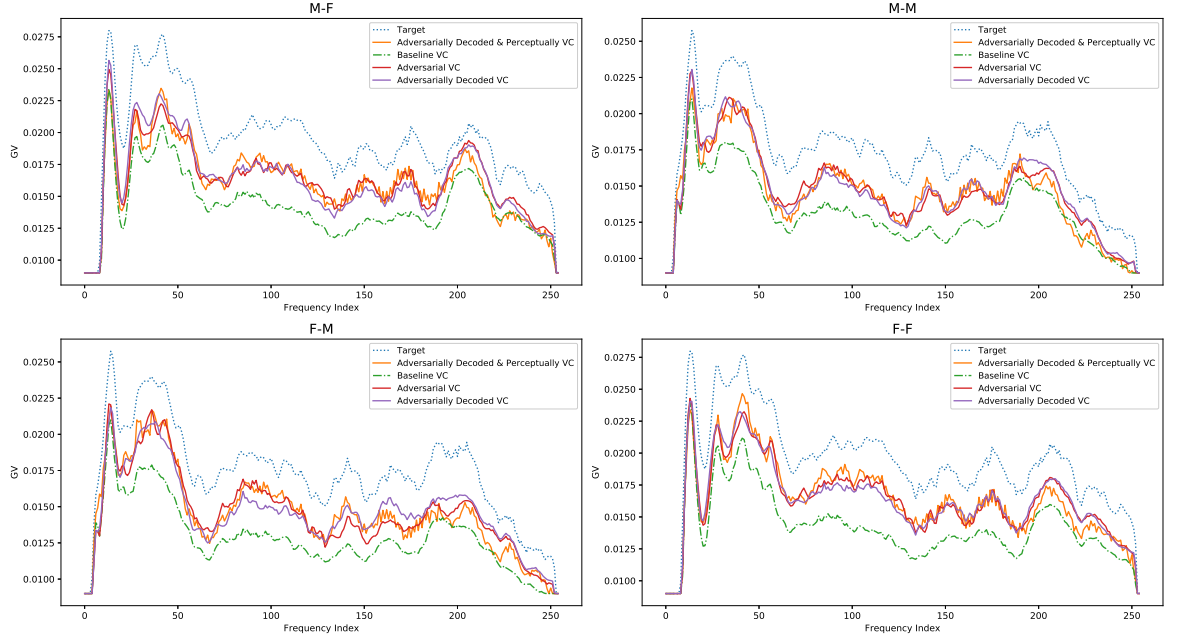 M-F
Target
Adversarially Decoded & Perceptually VC
Baseline VC
Adversarial VC
Adversarially Decoded VC
GV
0.0275
0.0250
0.0225
0.0200
0.0175
0.0150
0.0125
0.0100
0 50 100 150 200 250
Frequency Index
M-M
Target
Adversarially Decoded & Perceptually VC
Baseline VC
Adversarial VC
Adversarially Decoded VC
GV
0.0250
0.0225
0.0200
0.0175
0.0150
0.0125
0.0100
0 50 100 150 200 250
Frequency Index
F-M
Target
Adversarially Decoded & Perceptually VC
Baseline VC
Adversarial VC
Adversarially Decoded VC
GV
0.0250
0.0225
0.0200
0.0175
0.0150
0.0125
0.0100
0 50 100 150 200 250
Frequency Index
F-F
Target
Adversarially Decoded & Perceptually VC
Baseline VC
Adversarial VC
Adversarially Decoded VC
GV
0.0275
0.0250
0.0225
0.0200
0.0175
0.0150
0.0125
0.0100
0 50 100 150 200 250
Frequency Index